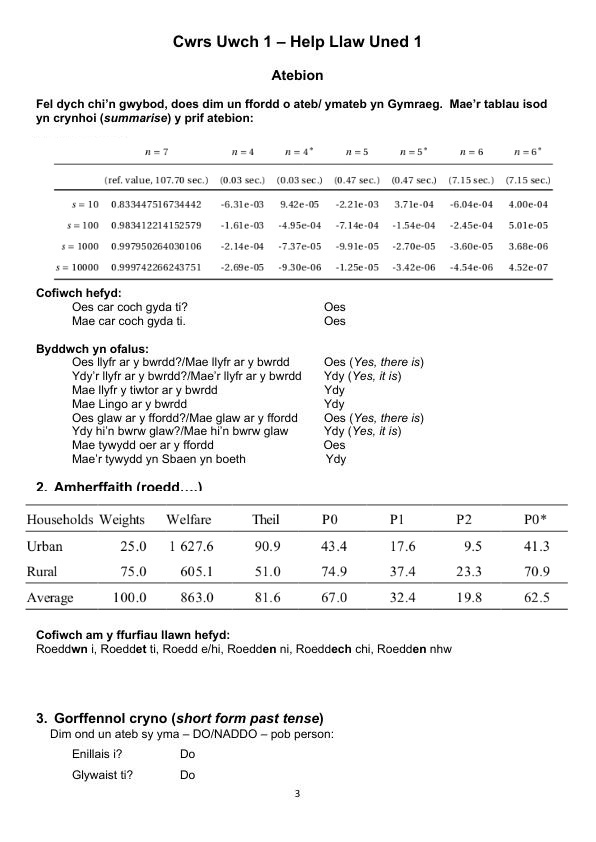 Cwrs Uwch 1 – Help Llaw Uned 1
Atebion
Fel dych chi'n gwybod, does dim un ffordd o ateb/ ymateb yn Gymraeg. Mae'r tablau isod
yn crynhoi (summarise) y prif atebion:
n = 7 n = 4 n = 4* n = 5 n = 5* n = 6 n = 6*
(ref. value, 107.70 sec.) (0.03 sec.) (0.03 sec.) (0.47 sec.) (0.47 sec.) (7.15 sec.) (7.15 sec.)
s = 10 0.833447516734442 -6.31e-03 9.42e-05 -2.21e-03 3.71e-04 -6.04e-04 4.00e-04
s = 100 0.983412214152579 -1.61e-03 -4.95e-04 -7.14e-04 -1.54e-04 -2.45e-04 5.01e-05
s = 1000 0.997950264030106 -2.14e-04 -7.37e-05 -9.91e-05 -2.70e-05 -3.60e-05 3.68e-06
s = 10000 0.999742266243751 -2.69e-05 -9.30e-06 -1.25e-05 -3.42e-06 -4.54e-06 4.52e-07
Cofiwch hefyd:
Oes car coch gyda ti? Oes
Mae car coch gyda ti. Oes
Byddwch yn ofalus:
Oes llyfr ar y bwrdd?/Mae llyfr ar y bwrdd Oes (Yes, there is)
Ydy'r llyfr ar y bwrdd?/Mae'r llyfr ar y bwrdd Ydy (Yes, it is)
Mae llyfr y tiwtor ar y bwrdd Ydy
Mae Lingo ar y bwrdd Ydy
Oes glaw ar y ffordd?/Mae glaw ar y ffordd Oes (Yes, there is)
Ydy hi'n bwrw glaw?/Mae hi'n bwrw glaw Ydy (Yes, it is)
Mae tywydd oer ar y ffordd Oes
Mae'r tywydd yn Sbaen yn boeth Ydy
2. Amherffaith (roedd….)
Households Weights Welfare Theil P0 P1 P2 P0*
Urban 25.0 1 627.6 90.9 43.4 17.6 9.5 41.3
Rural 75.0 605.1 51.0 74.9 37.4 23.3 70.9
Average 100.0 863.0 81.6 67.0 32.4 19.8 62.5
Cofiwch am y ffurfiau llawn hefyd:
Roeddwn i, Roeddet ti, Roedd e/hi, Roedden ni, Roeddech chi, Roedden nhw
3. Gorffennol cryno (short form past tense)
Dim ond un ateb sy yma – DO/NADDO – pob person:
Enillais i? Do
Glywaist ti? Do
3